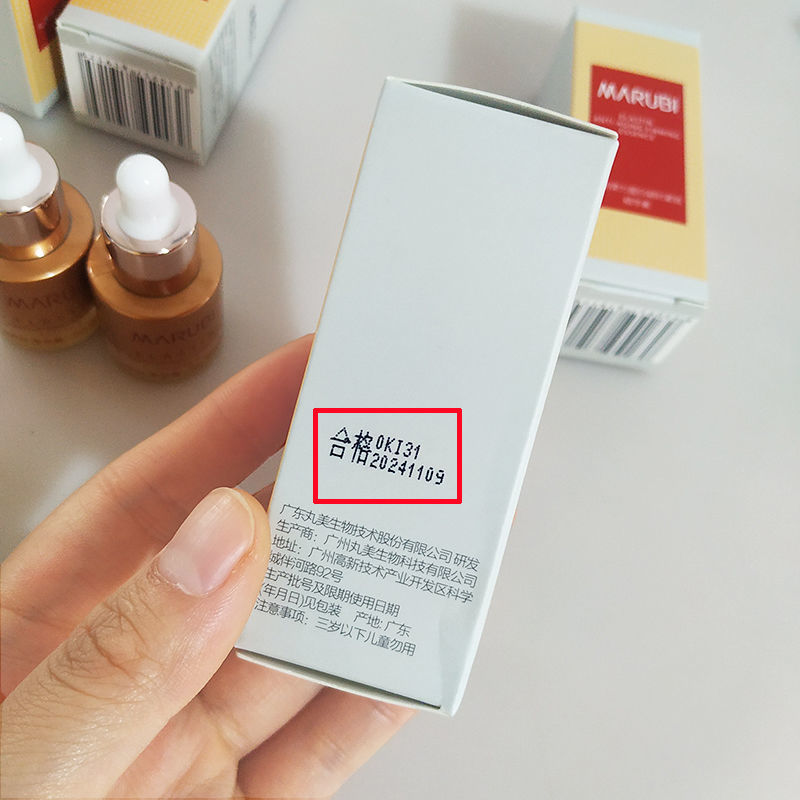 MARUBI
MARUBI
MARUBI
合格
0KI31
20241109
广东丸美生物技术股份有限公司 研发
生产商：广州丸美生物科技有限公司
地址：广州高新技术产业开发区科学
城伴河路92号
生产批号及限期使用日期
(年月日)见包装 产地: 广东
注意事项：三岁以下儿童勿用